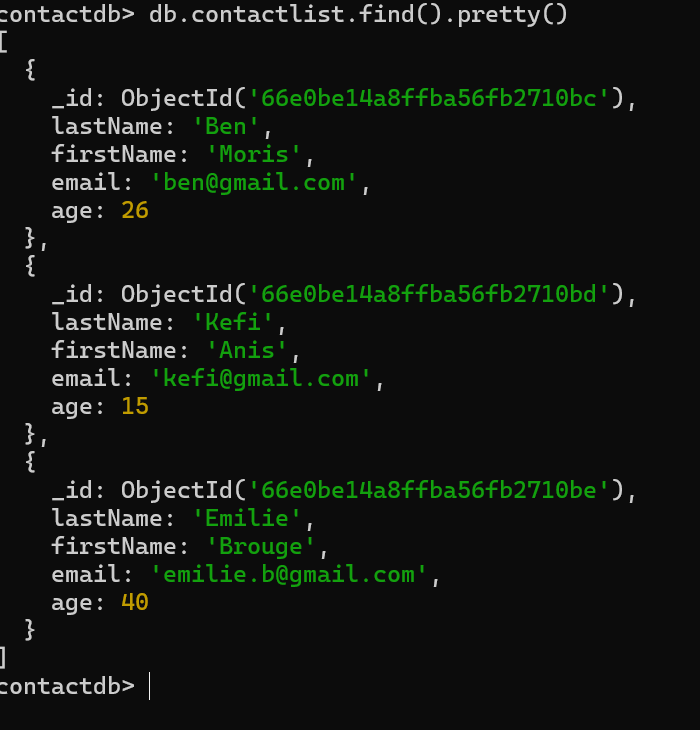 contactdb> db.contactlist.find().pretty()
[
  {
    _id: ObjectId('66e0be14a8ffba56fb2710bc'),
    lastName: 'Ben',
    firstName: 'Moris',
    email: 'ben@gmail.com',
    age: 26
  },
  {
    _id: ObjectId('66e0be14a8ffba56fb2710bd'),
    lastName: 'Kefi',
    firstName: 'Anis',
    email: 'kefi@gmail.com',
    age: 15
  },
  {
    _id: ObjectId('66e0be14a8ffba56fb2710be'),
    lastName: 'Emilie',
    firstName: 'Brouge',
    email: 'emilie.b@gmail.com',
    age: 40
  }
]
contactdb>